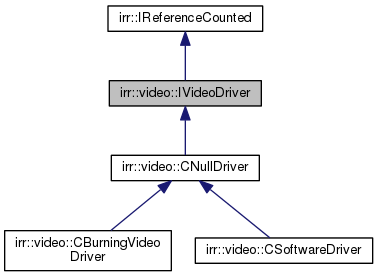 irr::IReferenceCounted
irr::video::IVideoDriver
irr::video::CNullDriver
irr::video::CBurningVideo
Driver
irr::video::CSoftwareDriver